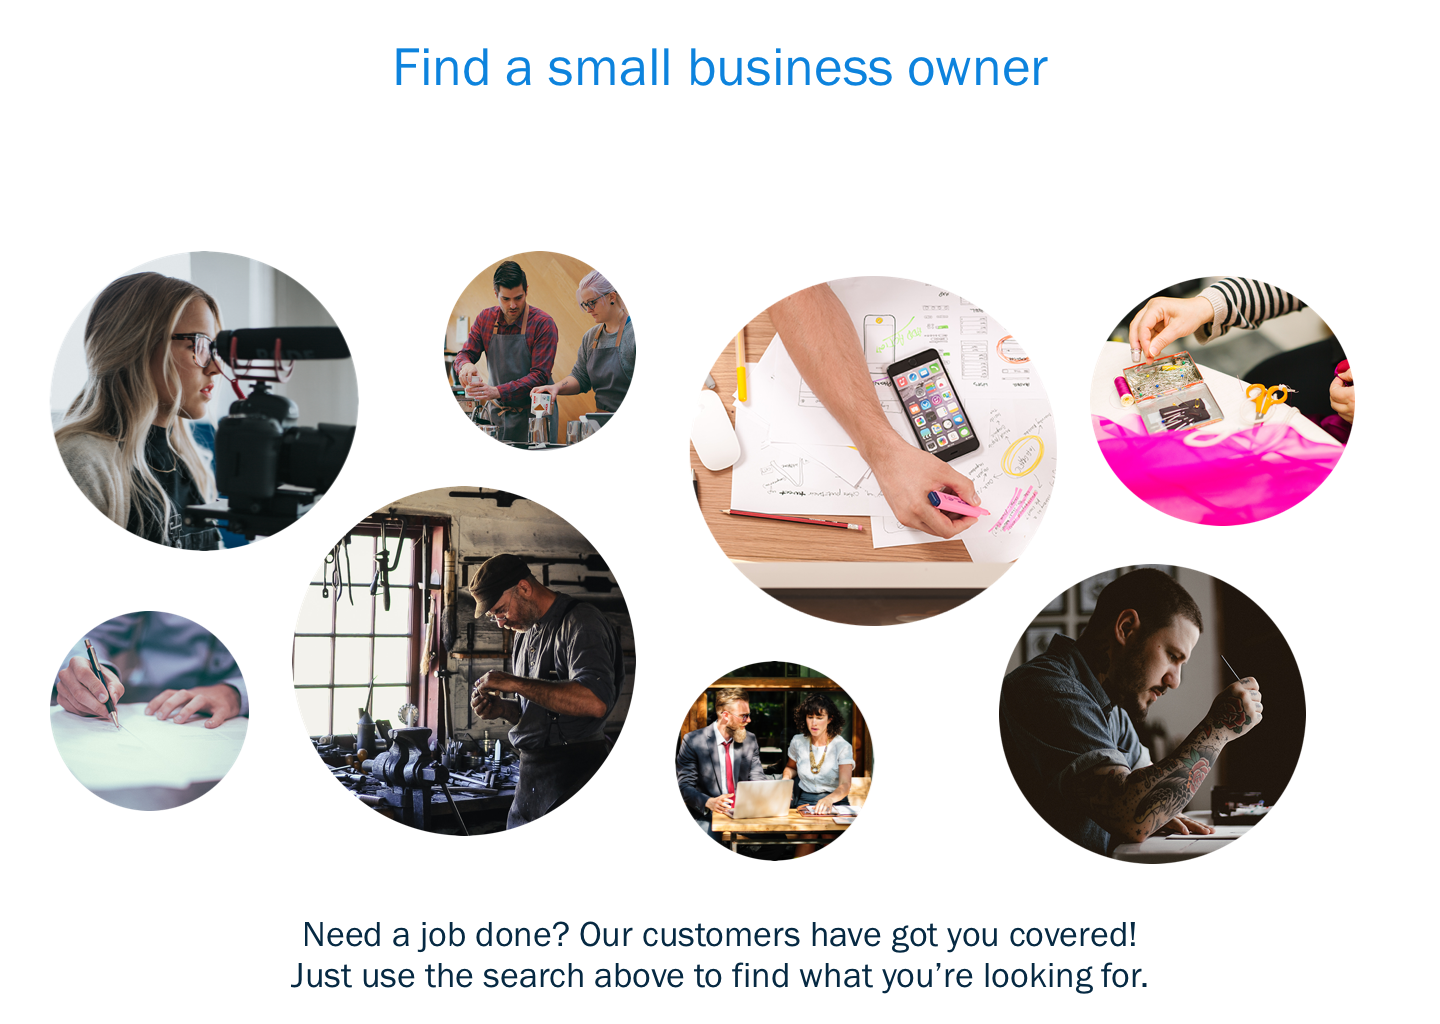 Find a small business owner
RODE
Need a job done? Our customers have got you covered!
Just use the search above to find what you’re looking for.